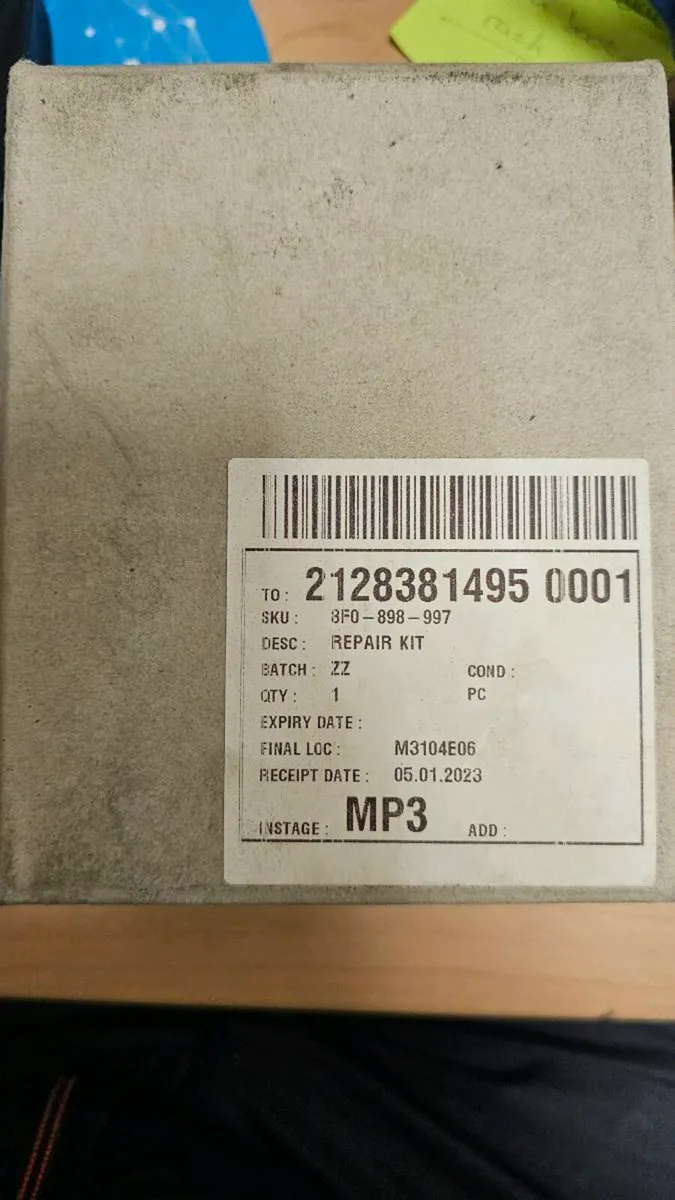 rash
TO: 2128381495 0001
SKU: 8F0-898-997
DESC: REPAIR KIT
BATCH: ZZ COND:
QTY: 1 PC
EXPIRY DATE:
FINAL LOC: M3104E06
RECEIPT DATE: 05.01.2023
INSTAGE: MP3 ADD: